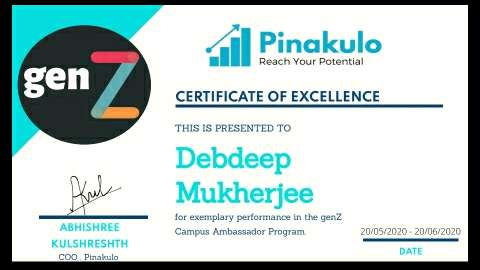 genZ
Pinakulo
Reach Your Potential
CERTIFICATE OF EXCELLENCE
THIS IS PRESENTED TO
Debdeep
Mukherjee
for exemplary performance in the genZ
Campus Ambassador Program.
ABHISHREE
KULSHRESHTH
COO , Pinakulo
20/05/2020 - 20/06/2020
DATE